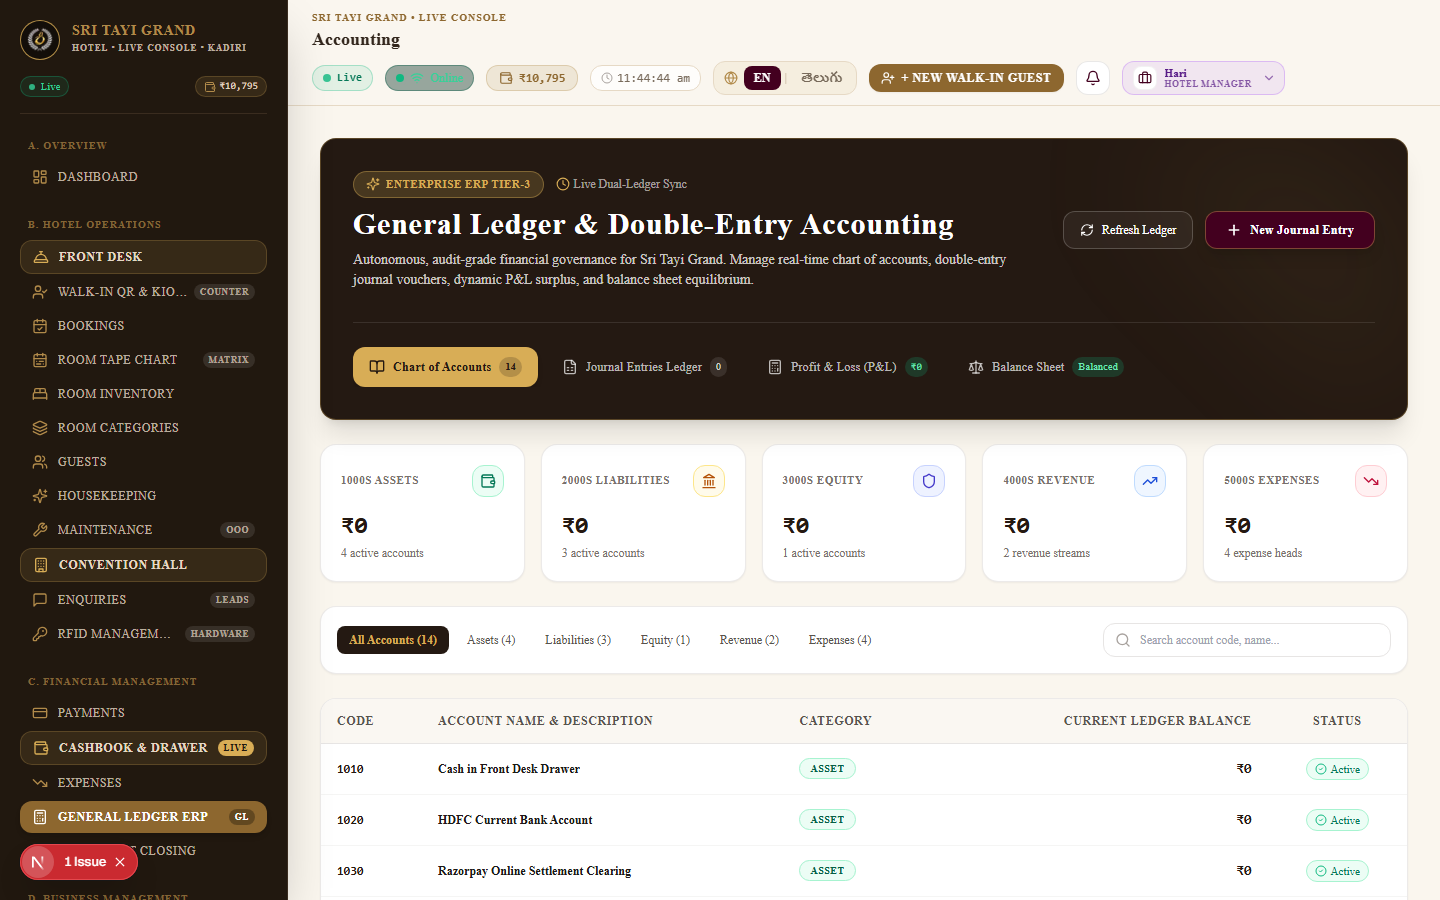 SRI TAYI GRAND
HOTEL • LIVE CONSOLE • KADIRI
Live
₹10,795
A. OVERVIEW
DASHBOARD
B. HOTEL OPERATIONS
FRONT DESK
WALK-IN QR & KIO... COUNTER
BOOKINGS
ROOM TAPE CHART MATRIX
ROOM INVENTORY
ROOM CATEGORIES
GUESTS
HOUSEKEEPING
MAINTENANCE OOO
CONVENTION HALL
ENQUIRIES LEADS
RFID MANAGEM... HARDWARE
C. FINANCIAL MANAGEMENT
PAYMENTS
CASHBOOK & DRAWER LIVE
EXPENSES
GENERAL LEDGER ERP GL
CLOSING
1 Issue
D. BUSINESS MANAGEMENT
SRI TAYI GRAND • LIVE CONSOLE
Accounting
Live
₹10,795
11:44:44 am
EN | తెలుగు
+ NEW WALK-IN GUEST
Hari
HOTEL MANAGER
ENTERPRISE ERP TIER-3
Live Dual-Ledger Sync
General Ledger & Double-Entry Accounting
Autonomous, audit-grade financial governance for Sri Tayi Grand. Manage real-time chart of accounts, double-entry
journal vouchers, dynamic P&L surplus, and balance sheet equilibrium.
Refresh Ledger
New Journal Entry
Chart of Accounts 14
Journal Entries Ledger 0
Profit & Loss (P&L) ₹0
Balance Sheet Balanced
1000S ASSETS
₹0
4 active accounts
2000S LIABILITIES
₹0
3 active accounts
3000S EQUITY
₹0
1 active accounts
4000S REVENUE
₹0
2 revenue streams
5000S EXPENSES
₹0
4 expense heads
All Accounts (14) Assets (4) Liabilities (3) Equity (1) Revenue (2) Expenses (4)
Search account code, name...
CODE ACCOUNT NAME & DESCRIPTION CATEGORY CURRENT LEDGER BALANCE STATUS
1010 Cash in Front Desk Drawer ASSET ₹0 Active
1020 HDFC Current Bank Account ASSET ₹0 Active
1030 Razorpay Online Settlement Clearing ASSET ₹0 Active